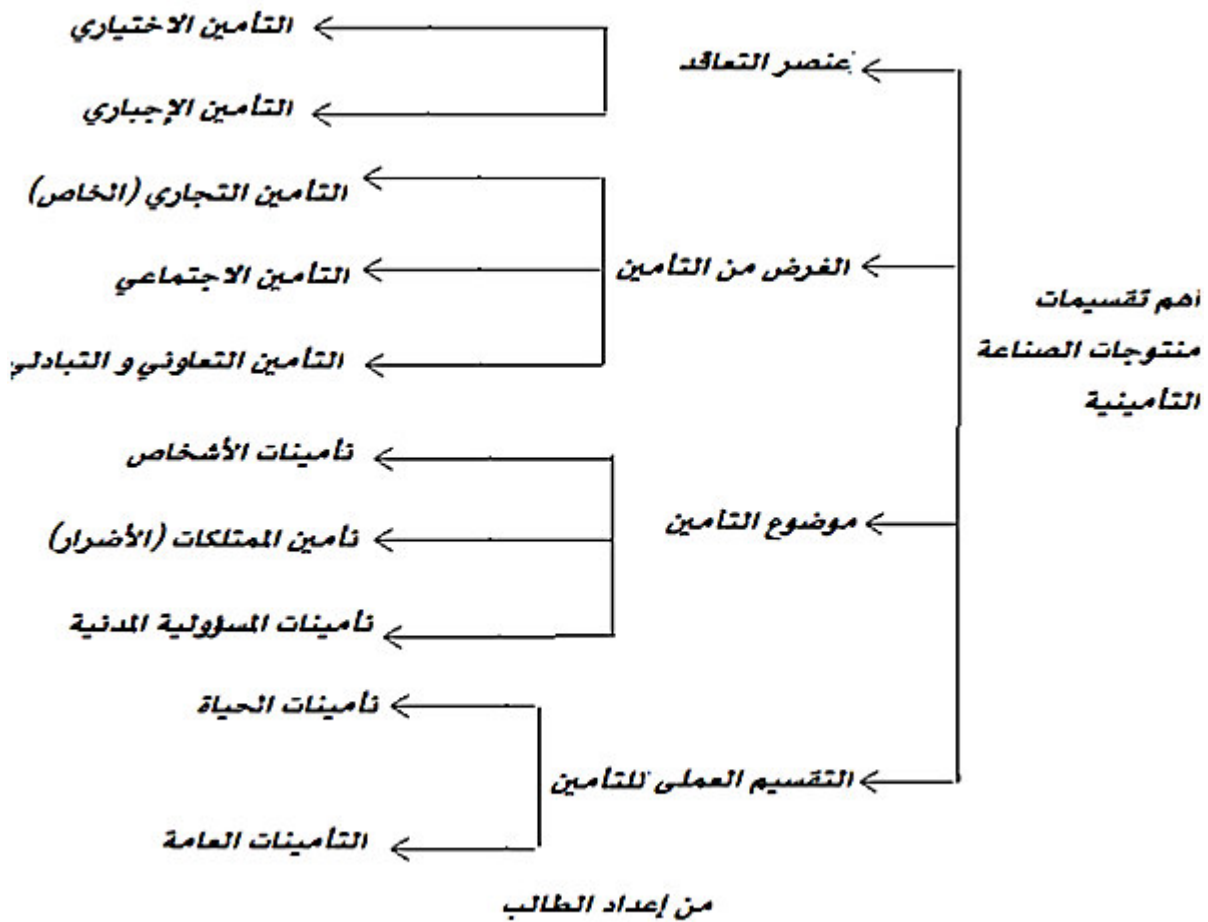 أهم تقسيمات
منتوجات الصناعة
التأمينية
عنصر التعاقد
التأمين الاختياري
التأمين الإجباري
الغرض من التأمين
التأمين التجاري (الخاص)
التأمين الاجتماعي
التأمين التعاوني و التبادلي
موضوع التأمين
تأمينات الأشخاص
تأمين الممتلكات (الأضرار)
تأمينات المسؤولية المدنية
التقسيم العملي للتأمين
تأمينات الحياة
التأمينات العامة
من إعداد الطالب